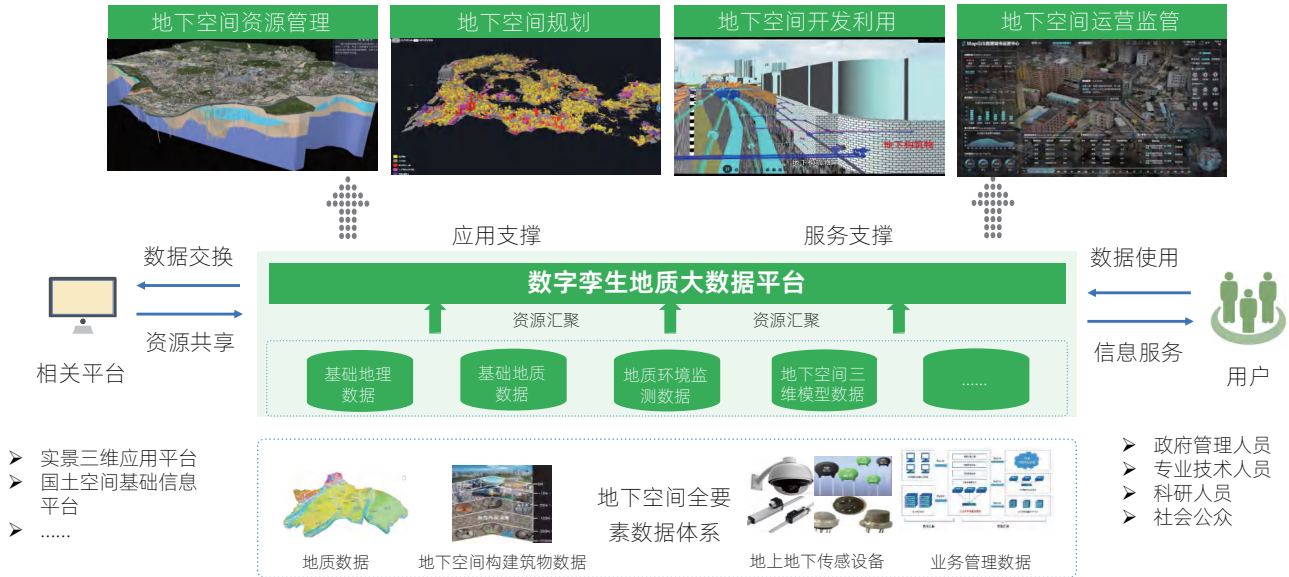 地下空间资源管理
地下空间规划
地下空间开发利用
地下空间运营监管
地下构筑物
应用支撑
服务支撑
数据交换
资源共享
相关平台
数字孪生地质大数据平台
资源汇聚
资源汇聚
基础地理
数据
基础地质
数据
地质环境监
测数据
地下空间三
维模型数据
......
数据使用
信息服务
用户
➢ 实景三维应用平台
➢ 国土空间基础信息
平台
➢ ......
地质数据
地下空间构建筑物数据
地下空间全要
素数据体系
地上地下传感设备
业务管理数据
➢ 政府管理人员
➢ 专业技术人员
➢ 科研人员
➢ 社会公众